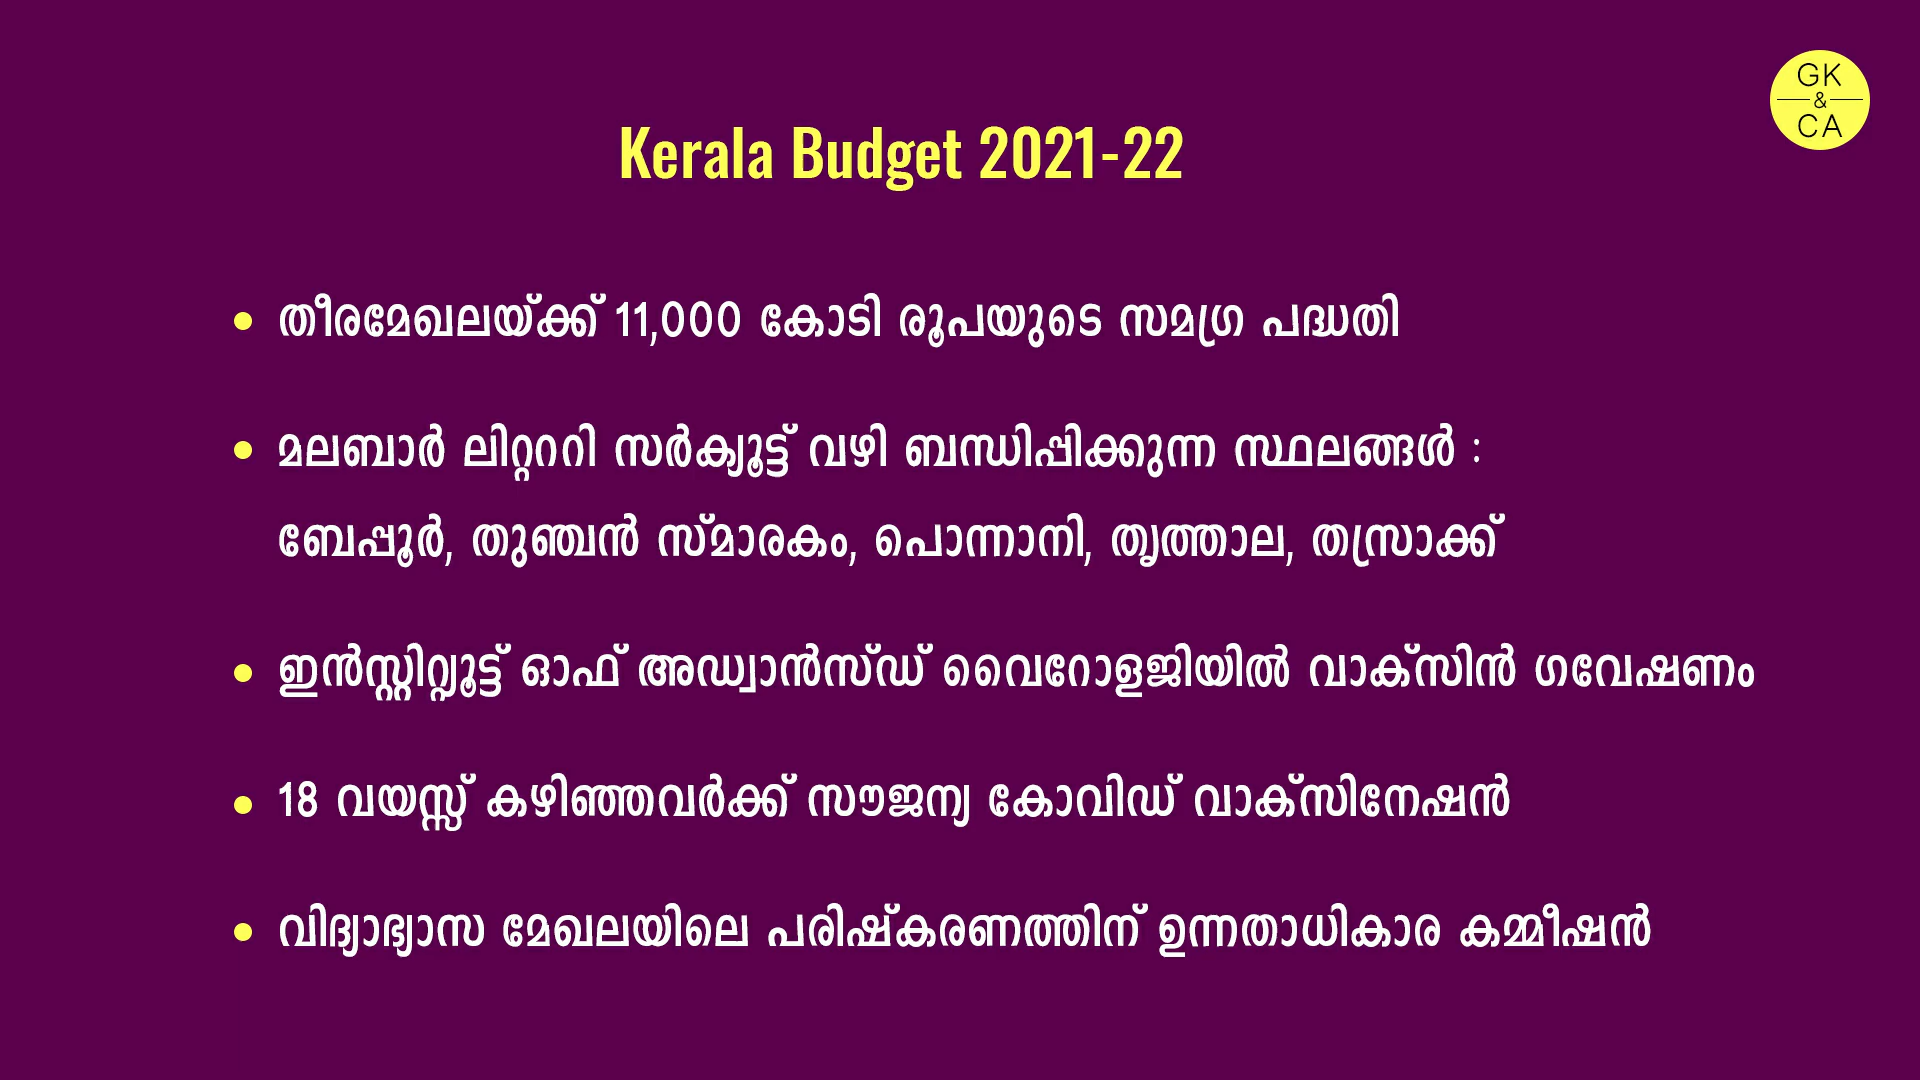 GK
&
CA
Kerala Budget 2021-22
• തീരമേഖലയ്ക്ക് 11,000 കോടി രൂപയുടെ സമഗ്ര പദ്ധതി
• മലബാർ ലിറ്റററി സർക്യൂട്ട് വഴി ബന്ധിപ്പിക്കുന്ന സ്ഥലങ്ങൾ :
ബേപ്പൂർ, തുഞ്ചൻ സ്മാരകം, പൊന്നാനി, തൃത്താല, തസ്രാക്ക്
• ഇൻസ്റ്റിറ്റ്യൂട്ട് ഓഫ് അഡ്വാൻസ്ഡ് വൈറോളജിയിൽ വാക്സിൻ ഗവേഷണം
• 18 വയസ്സ് കഴിഞ്ഞവർക്ക് സൗജന്യ കോവിഡ് വാക്സിനേഷൻ
• വിദ്യാഭ്യാസ മേഖലയിലെ പരിഷ്കരണത്തിന് ഉന്നതാധികാര കമ്മീഷൻ